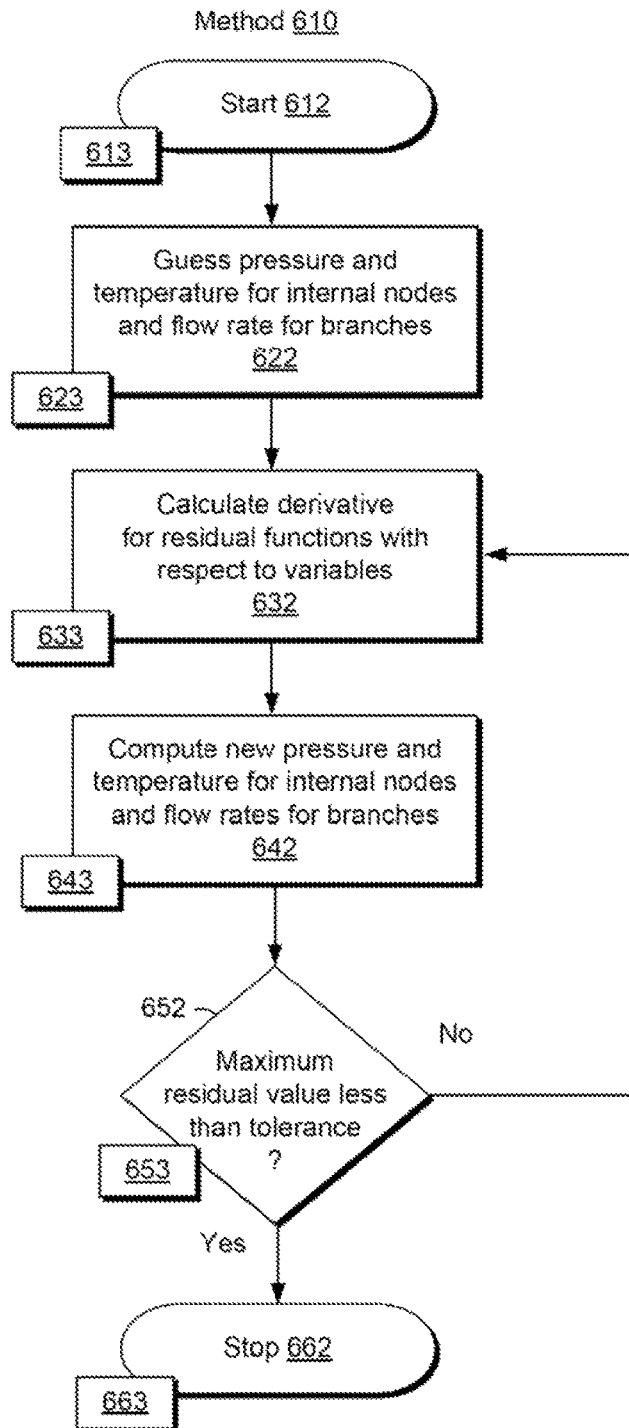 Method 610
Start 612
613
Guess pressure and
temperature for internal nodes
and flow rate for branches
622
623
Calculate derivative
for residual functions with
respect to variables
632
633
Compute new pressure and
temperature for internal nodes
and flow rates for branches
642
643
652
No
Maximum
residual value less
than tolerance
?
653
Yes
Stop 662
663